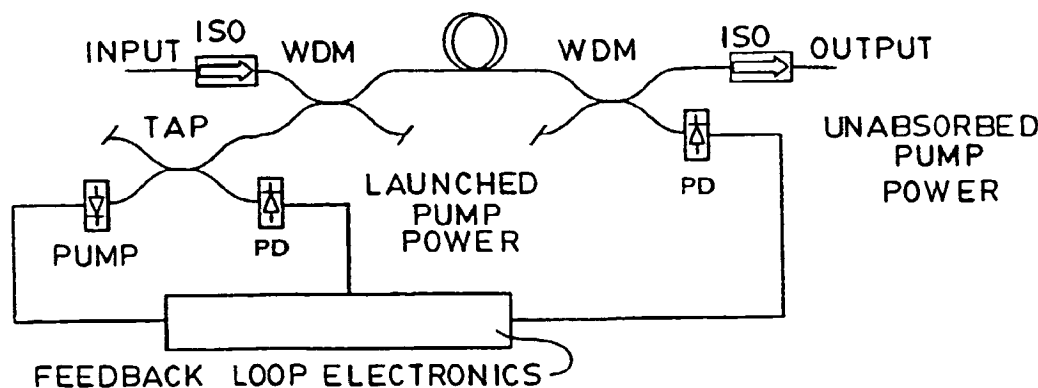 INPUT
ISO
WDM
WDM
ISO
OUTPUT
TAP
PUMP
PD
LAUNCHED
PUMP
POWER
PD
UNABSORBED
PUMP
POWER
FEEDBACK LOOP ELECTRONICS